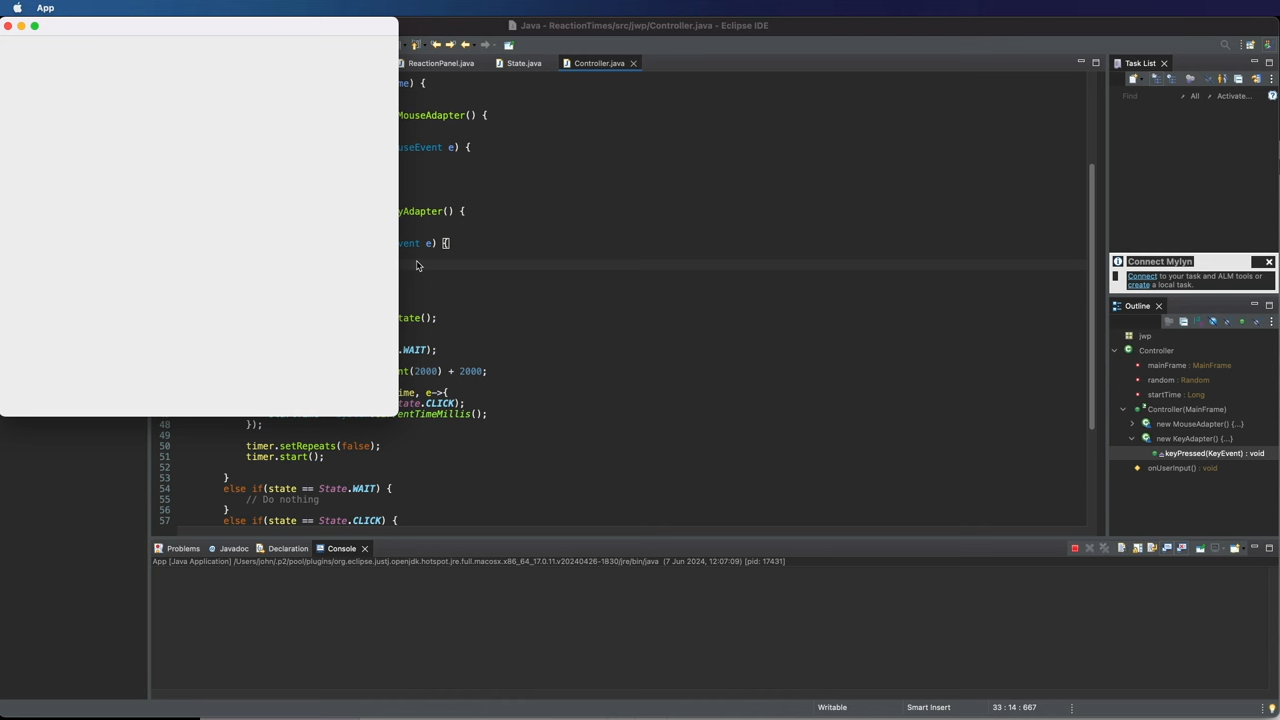 App
Java - ReactionTimes/src/jwp/Controller.java - Eclipse IDE
ReactionPanel.java
State.java
Controller.java
Task List
me) {
Find
All
Activate...
MouseAdapter() {
useEvent e) {
yAdapter() {
vent e) {
Connect Mylyn
Connect to your task and ALM tools or
create a local task.
Outline
tate();
jwp
.WAIT);
Controller
mainFrame : MainFrame
nt(2000) + 2000;
random : Random
ime, e->{
startTime : Long
tate.CLICK);
Controller(MainFrame)
entTimeMillis();
new MouseAdapter() {...}
48 });
49
new KeyAdapter() {...}
50 timer.setRepeats(false);
keyPressed(KeyEvent) : void
51 timer.start();
52
onUserInput() : void
53 }
54 else if(state == State.WAIT) {
55 // Do nothing
56 }
57 else if(state == State.CLICK) {
Problems
Javadoc
Declaration
Console
App [Java Application] /Users/john/.p2/pool/plugins/org.eclipse.justj.openjdk.hotspot.jre.full.macosx.x86_64_17.0.11.v20240426-1830/jre/bin/java (7 Jun 2024, 12:07:09) [pid: 17431]
Writable
Smart Insert
33 : 14 : 667